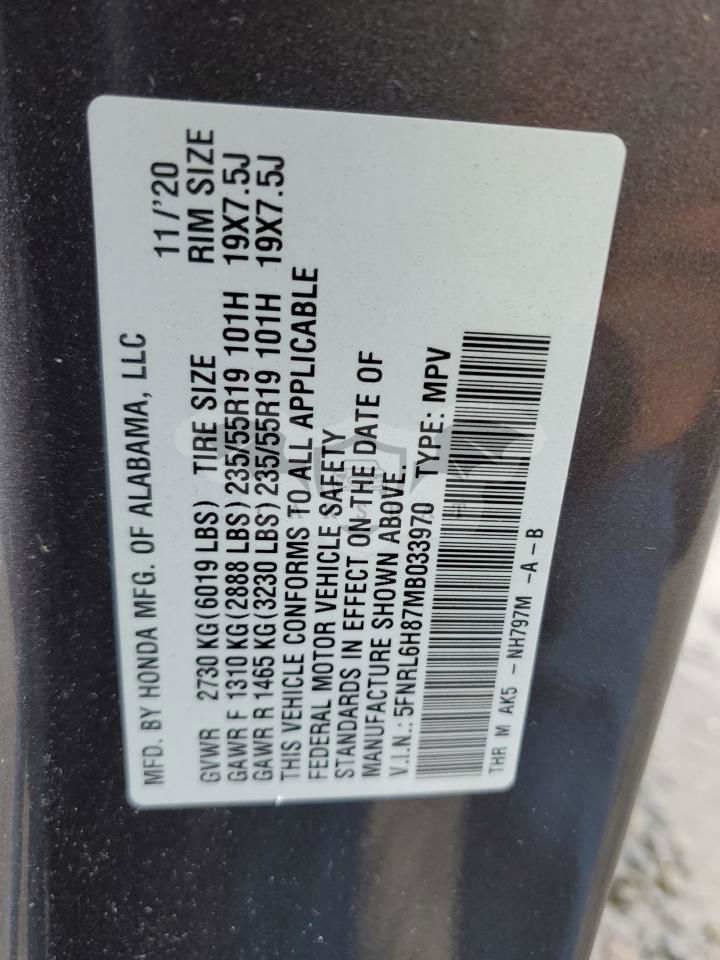 MFD. BY HONDA MFG. OF ALABAMA, LLC 11/'20
GVWR 2730 KG(6019 LBS) TIRE SIZE RIM SIZE
GAWR F 1310 KG(2888 LBS)235/55R19 101H 19X7.5J
GAWR R 1465 KG(3230 LBS)235/55R19 101H 19X7.5J
THIS VEHICLE CONFORMS TO ALL APPLICABLE
FEDERAL MOTOR VEHICLE SAFETY
STANDARDS IN EFFECT ON THE DATE OF
MANUFACTURE SHOWN ABOVE.
V.I.N.: 5FNRL6H87MB033970 TYPE: MPV
THR M AK5 - NH797M -A-B